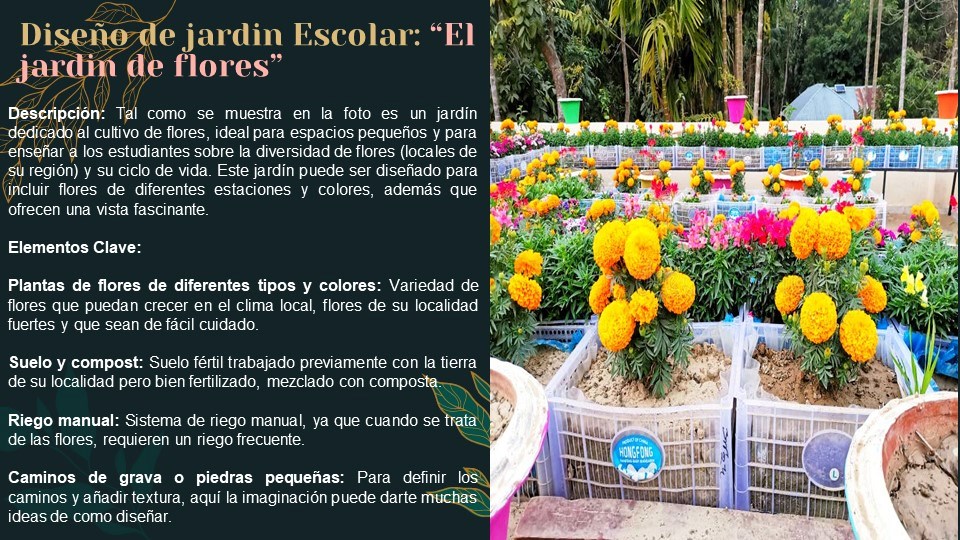 Diseño de jardin Escolar: “El
jardin de flores”
Descripción: Tal como se muestra en la foto es un jardín
dedicado al cultivo de flores, ideal para espacios pequeños y para
enseñar a los estudiantes sobre la diversidad de flores (locales de
su región) y su ciclo de vida. Este jardín puede ser diseñado para
incluir flores de diferentes estaciones y colores, además que
ofrecen una vista fascinante.
Elementos Clave:
Plantas de flores de diferentes tipos y colores: Variedad de
flores que puedan crecer en el clima local, flores de su localidad
fuertes y que sean de fácil cuidado.
Suelo y compost: Suelo fértil trabajado previamente con la tierra
de su localidad pero bien fertilizado, mezclado con composta.
Riego manual: Sistema de riego manual, ya que cuando se trata
de las flores, requieren un riego frecuente.
Caminos de grava o piedras pequeñas: Para definir los
caminos y añadir textura, aquí la imaginación puede darte muchas
ideas de como diseñar.
PRODUCT OF CHINA
HONGFONG